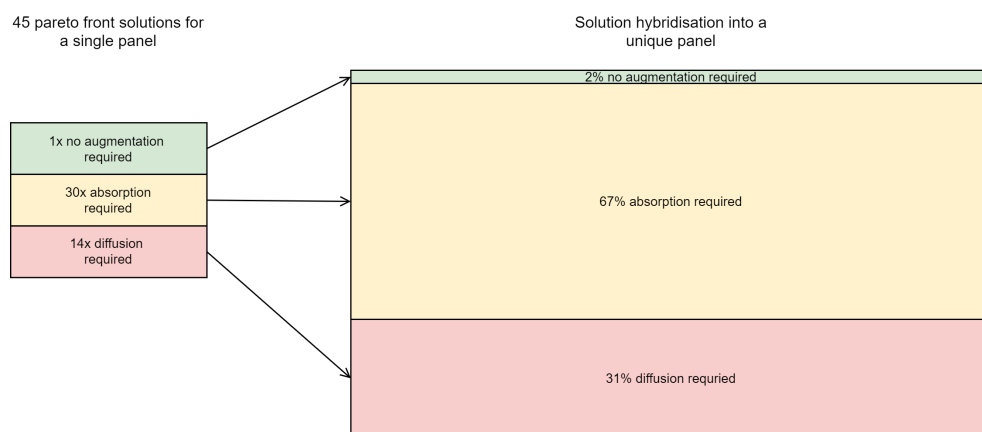 45 pareto front solutions for
a single panel
Solution hybridisation into a
unique panel
1x no augmentation
required
30x absorption
required
14x diffusion
required
2% no augmentation required
67% absorption required
31% diffusion requried